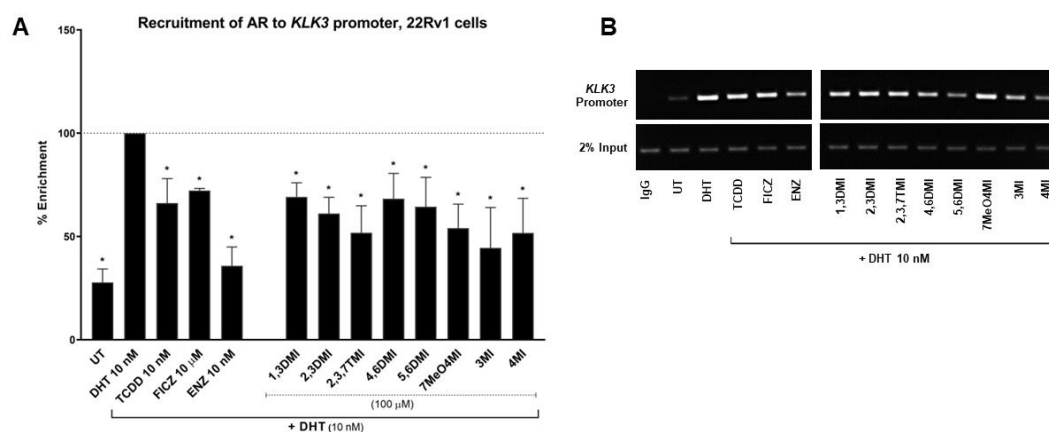 A
Recruitment of AR to KLK3 promoter, 22Rv1 cells
% Enrichment
150
100
50
0
*
*
*
*
*
*
*
*
*
*
*
*
UT
DHT 10 nM
TCDD 10 nM
FICZ 10 μM
ENZ 10 nM
1,3DMI
2,3DMI
2,3,7TMI
4,6DMI
5,6DMI
7MeO4MI
3MI
4MI
(100 μM)
+ DHT (10 nM)
B
KLK3
Promoter
2% Input
IgG
UT
DHT
TCDD
FICZ
ENZ
1,3DMI
2,3DMI
2,3,7TMI
4,6DMI
5,6DMI
7MeO4MI
3MI
4MI
+ DHT 10 nM